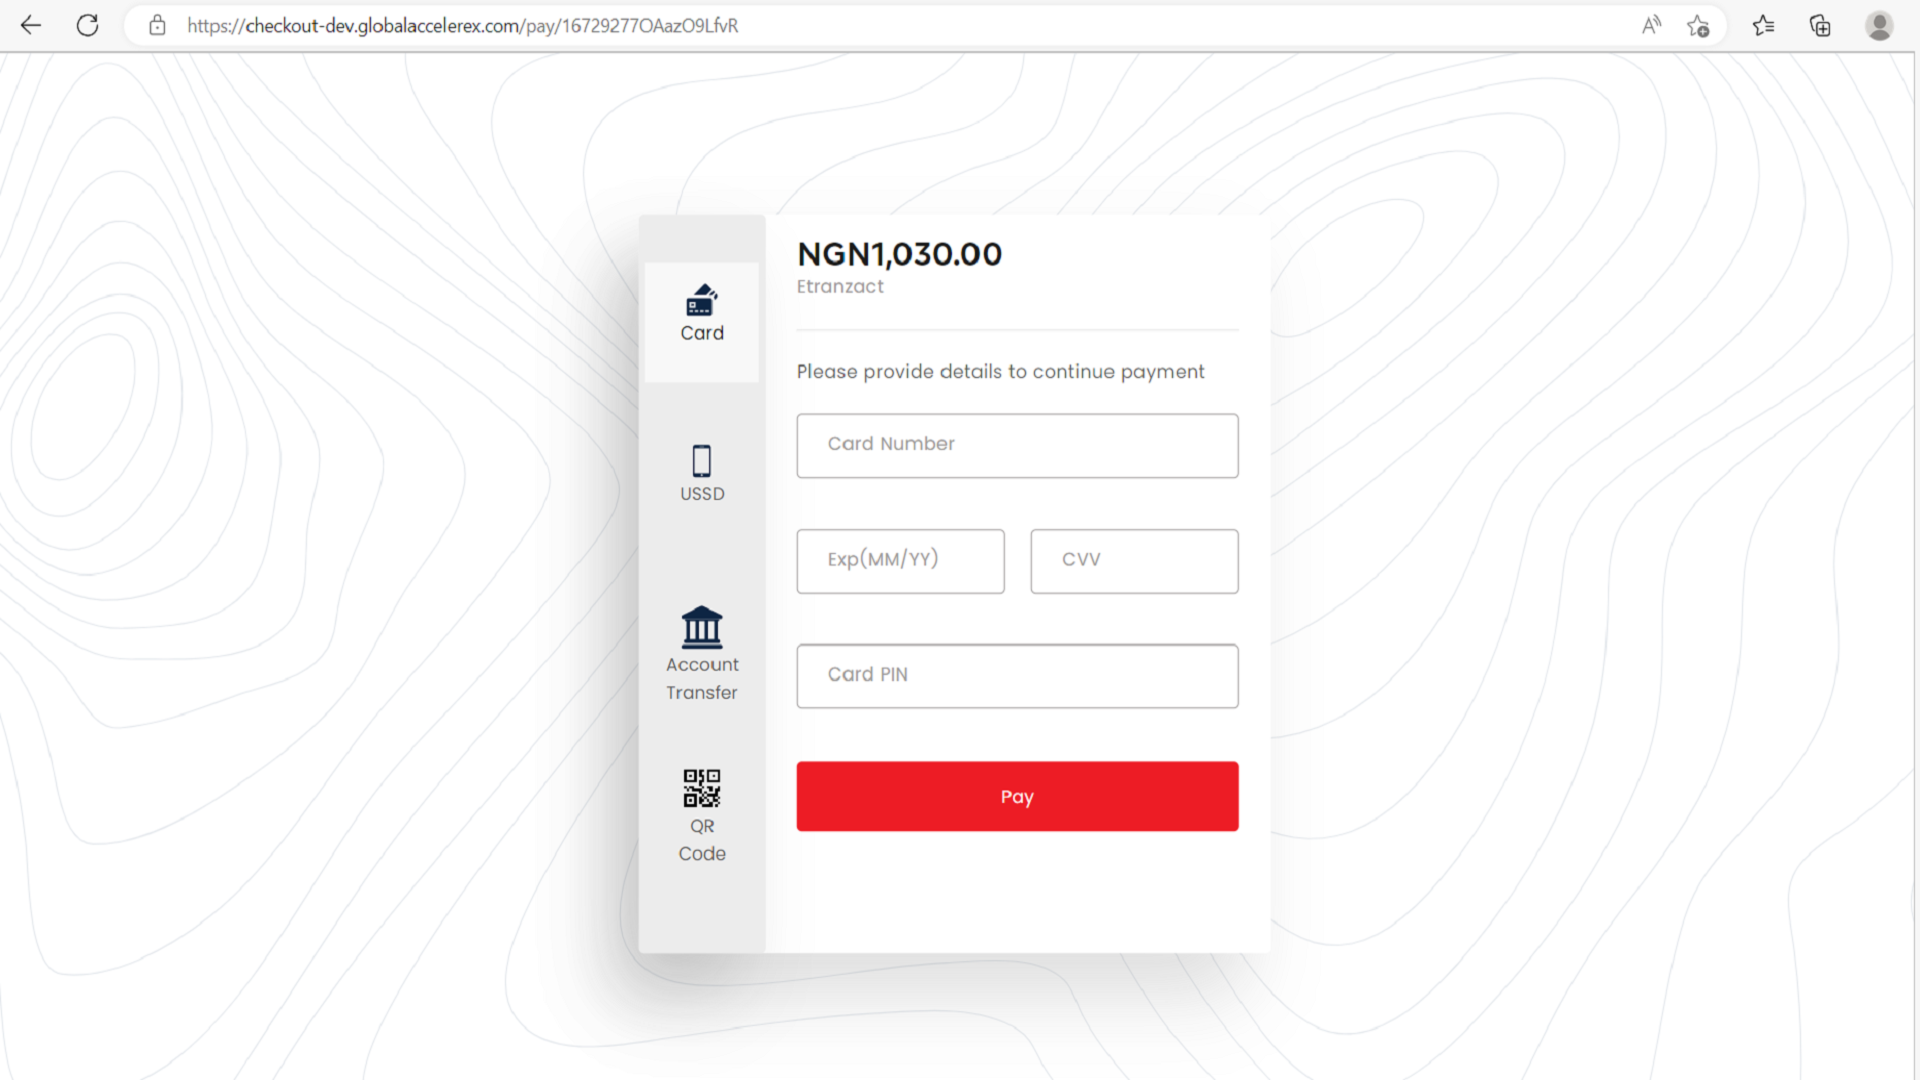 https://checkout-dev.globalaccelerex.com/pay/16729277OAazO9LfvR
Card
USSD
Account
Transfer
QR
Code
NGN1,030.00
Etranzact
Please provide details to continue payment
Card Number
Exp(MM/YY)
CVV
Card PIN
Pay